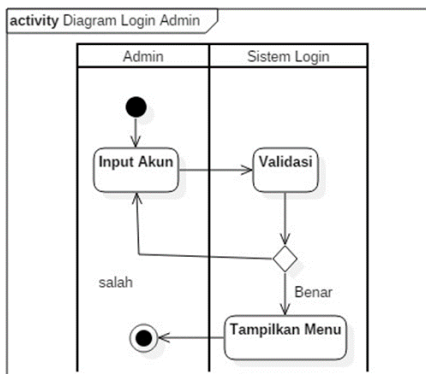 activity Diagram Login Admin
Admin
Sistem Login
Input Akun
Validasi
salah
Benar
Tampilkan Menu